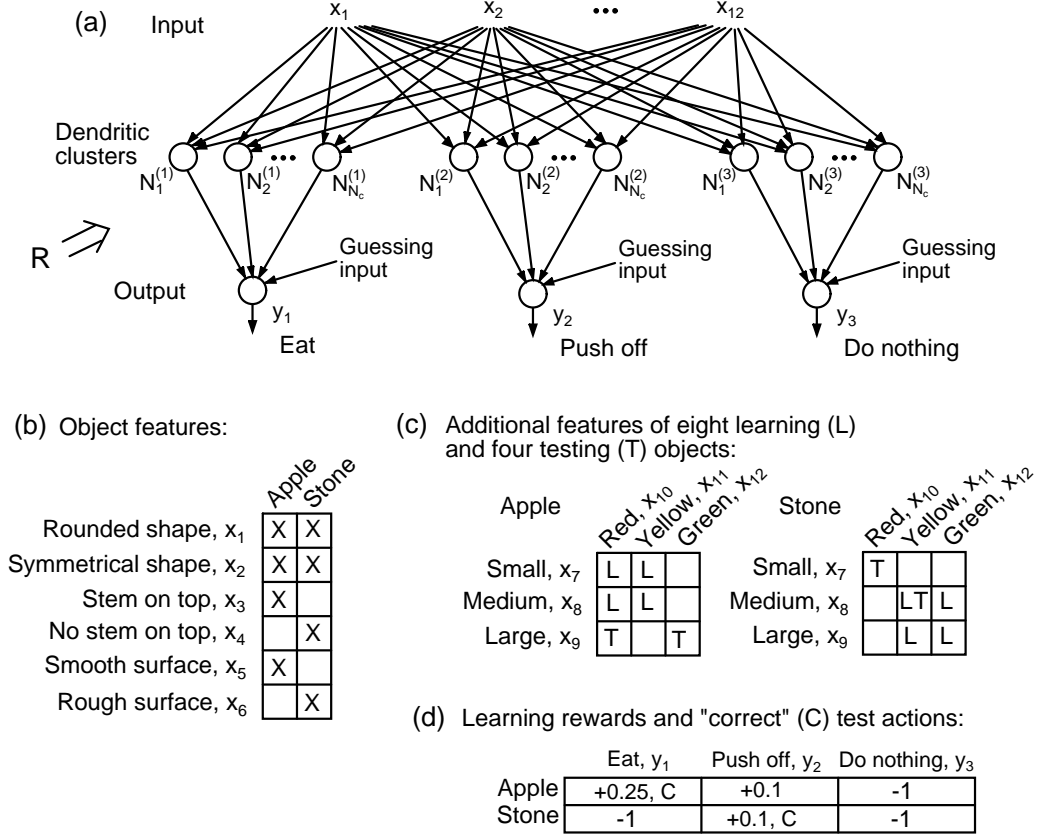 (a) Input x1 x2 ••• x12
Dendritic
clusters
••• ••• •••
N1(1) N2(1) NNc(1) N1(2) N2(2) NNc(2) N1(3) N2(3) NNc(3)
R
Guessing
input
Guessing
input
Guessing
input
Output
y1 y2 y3
Eat Push off Do nothing
(b) Object features:
Apple
Stone
Rounded shape, x1 X X
Symmetrical shape, x2 X X
Stem on top, x3 X
No stem on top, x4 X
Smooth surface, x5 X
Rough surface, x6 X
(c) Additional features of eight learning (L)
and four testing (T) objects:
Apple
Red, x10
Yellow, x11
Green, x12
Small, x7 L L
Medium, x8 L L
Large, x9 T T
Stone
Red, x10
Yellow, x11
Green, x12
Small, x7 T
Medium, x8 LT L
Large, x9 L L
(d) Learning rewards and "correct" (C) test actions:
Eat, y1 Push off, y2 Do nothing, y3
Apple +0.25, C +0.1 -1
Stone -1 +0.1, C -1